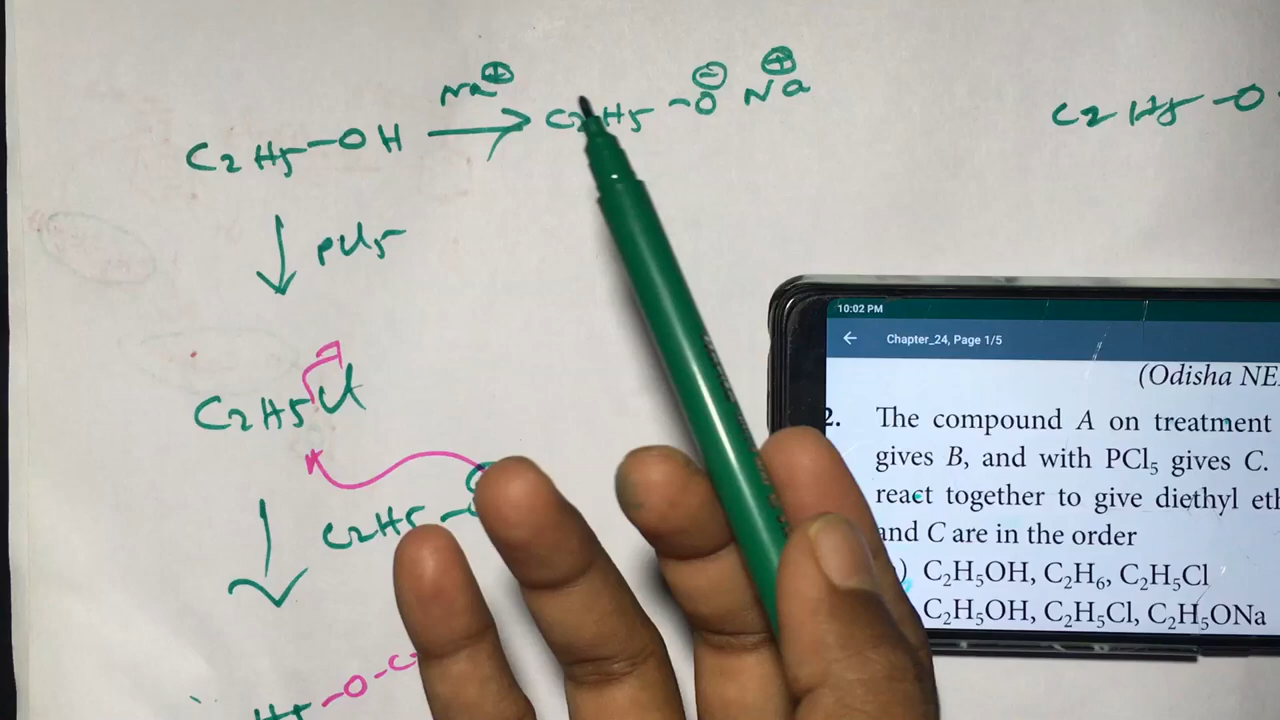 Na⊕
C2H5-OH → C2H5-O⊖ Na⊕
C2H5-O
↓ PCl5
C2H5Cl
C2H5-
H5-O-C
10:02 PM
← Chapter_24, Page 1/5
(Odisha NE
2. The compound A on treatment
gives B, and with PCl₅ gives C.
react together to give diethyl eth
and C are in the order
) C₂H₅OH, C₂H₆, C₂H₅Cl
C₂H₅OH, C₂H₅Cl, C₂H₅ONa